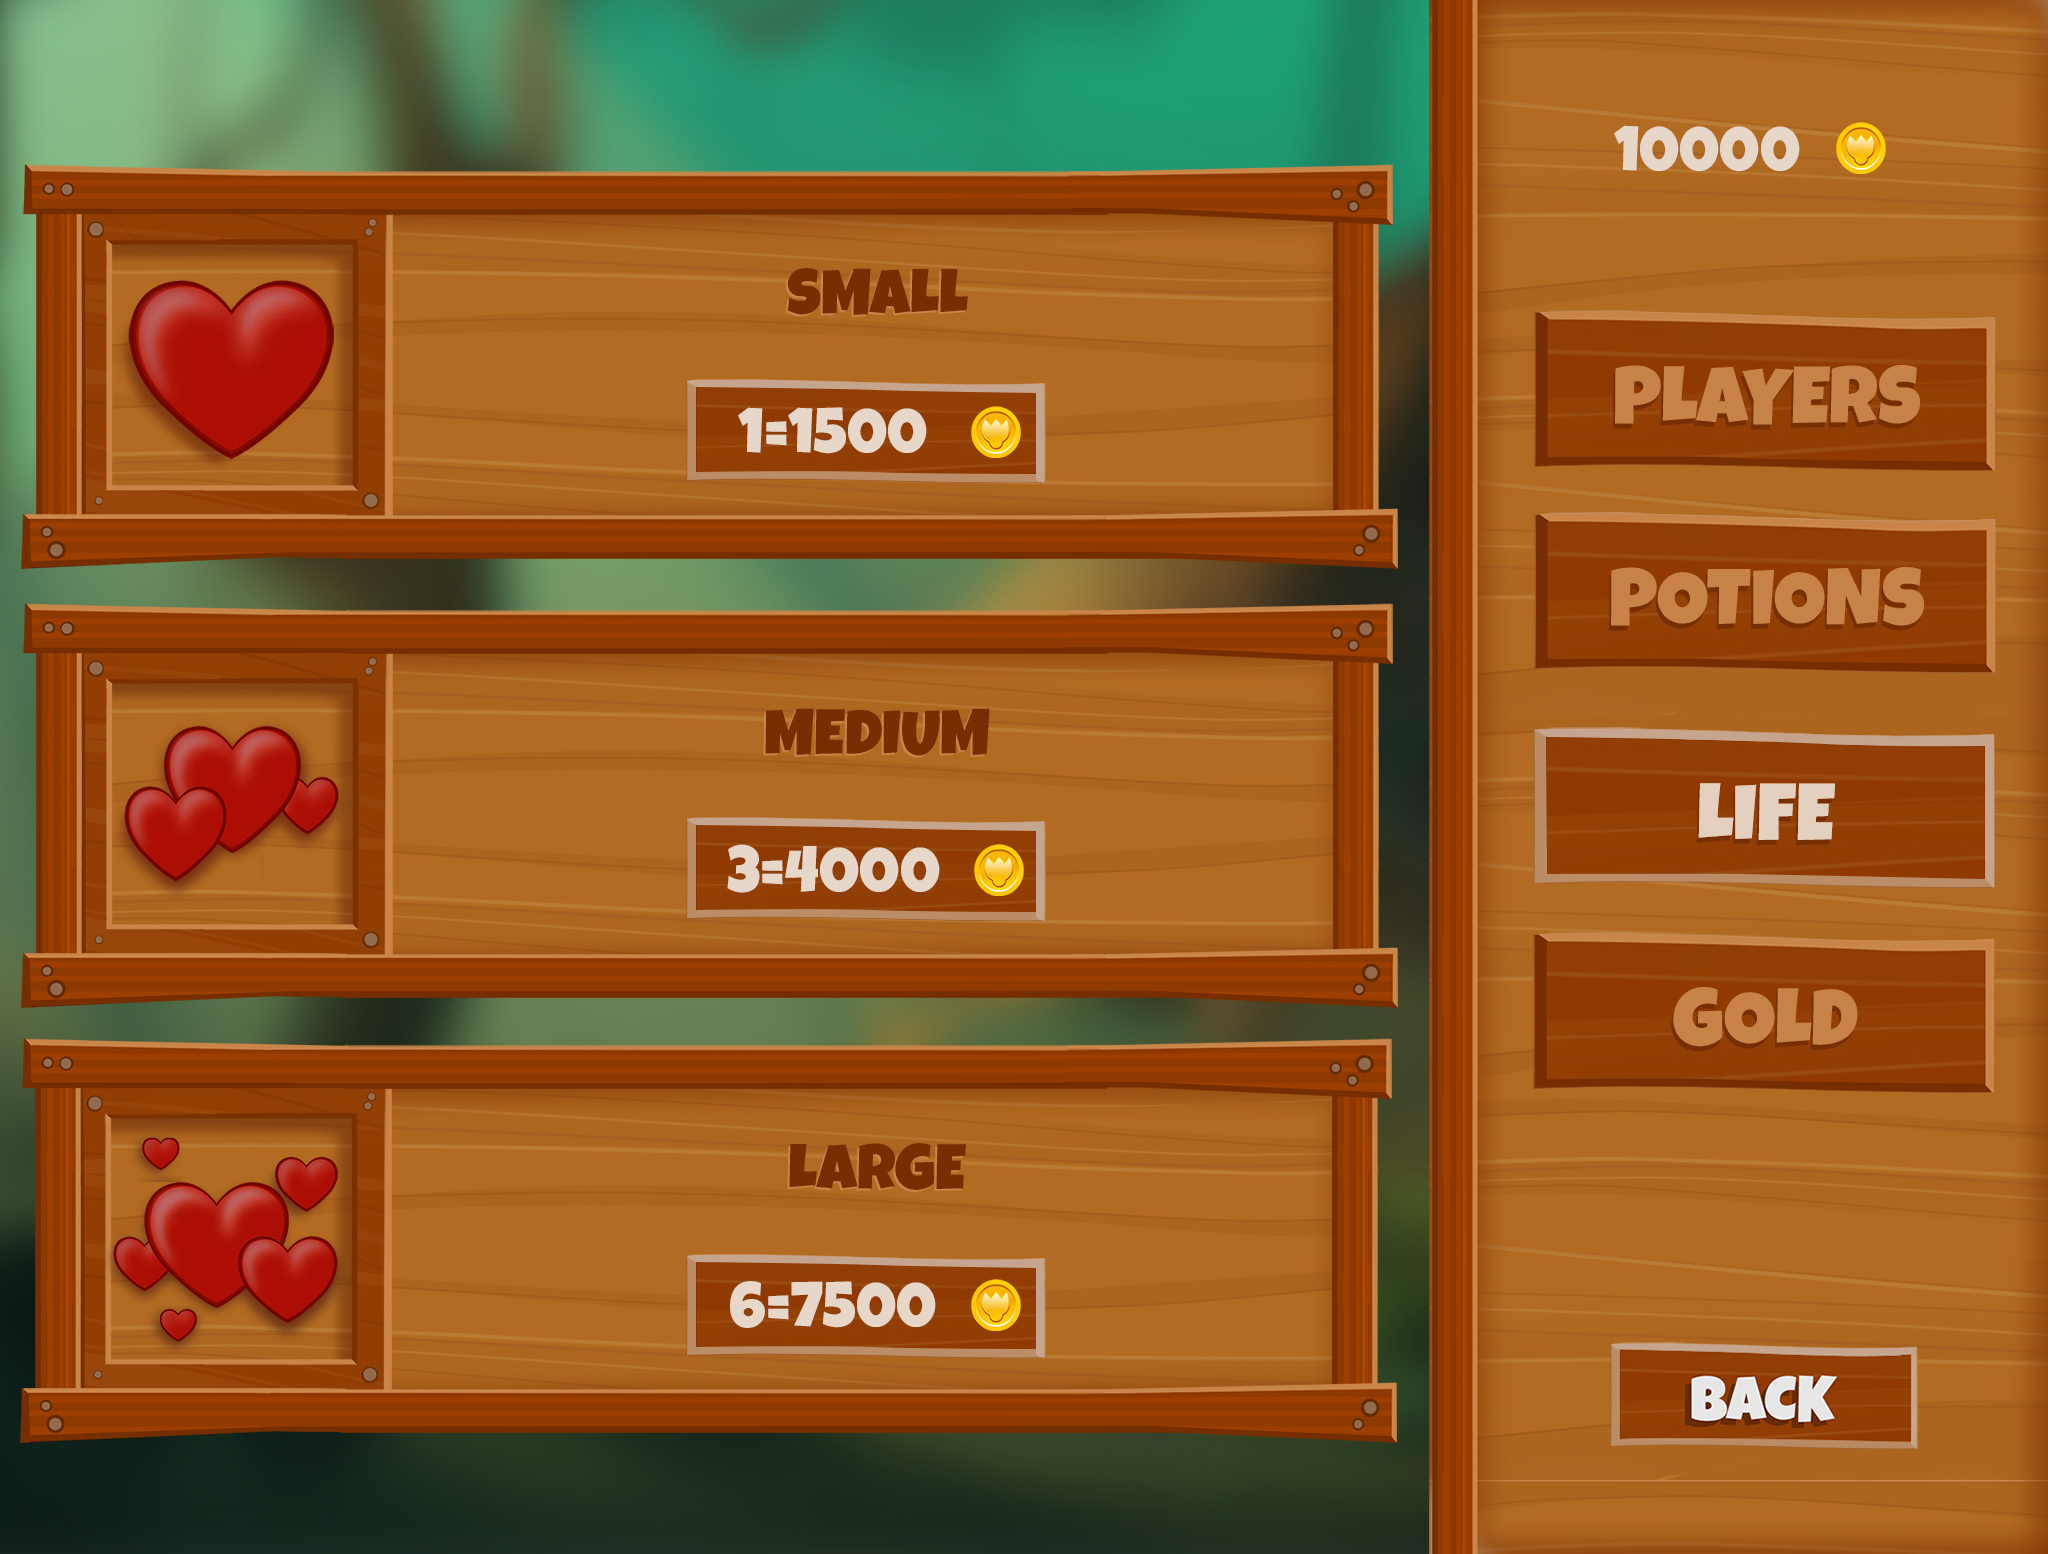 SMALL
1=1500
MEDIUM
3=4000
LARGE
6=7500
10000
PLAYERS
POTIONS
LIFE
GOLD
BACK